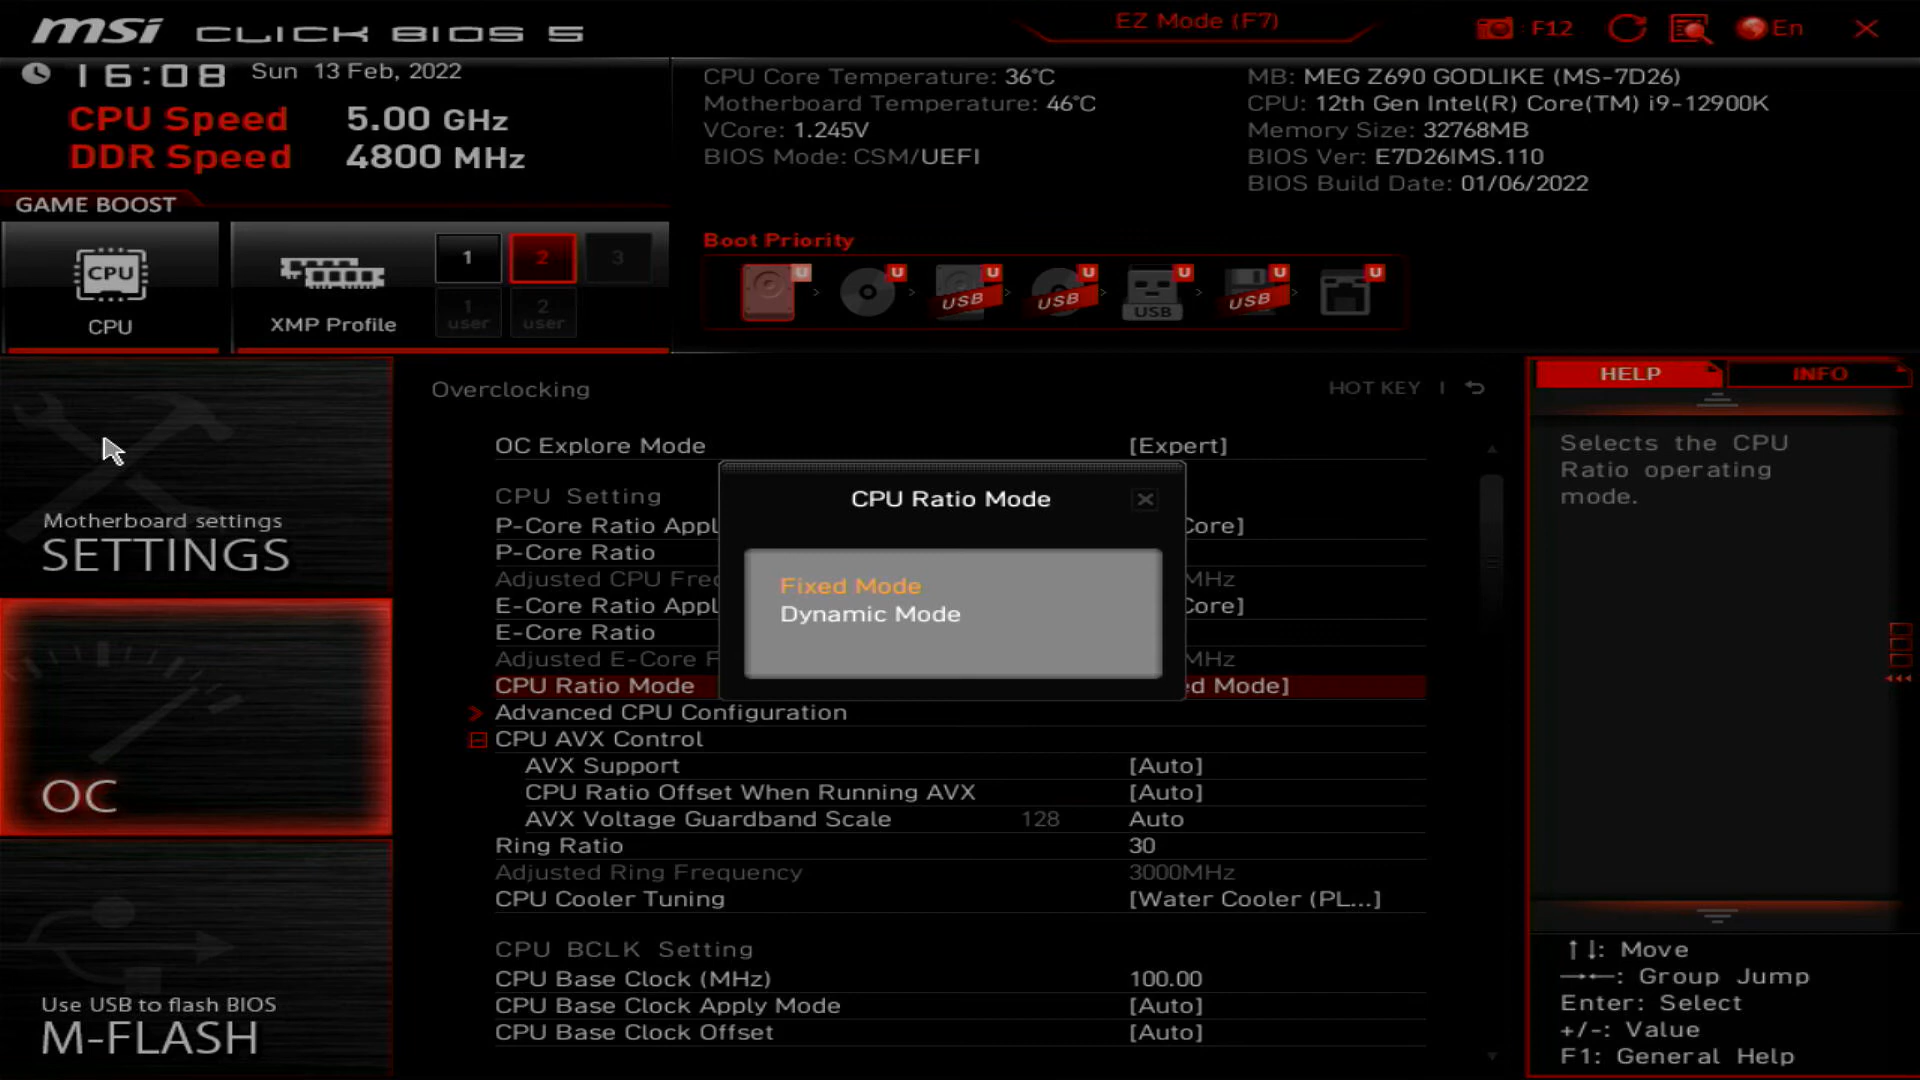 msi CLICK BIOS 5
EZ Mode (F7)
: F12
En
16:08 Sun 13 Feb, 2022
CPU Speed 5.00 GHz
DDR Speed 4800 MHz
CPU Core Temperature: 36°C
Motherboard Temperature: 46°C
VCore: 1.245V
BIOS Mode: CSM/UEFI
MB: MEG Z690 GODLIKE (MS-7D26)
CPU: 12th Gen Intel(R) Core(TM) i9-12900K
Memory Size: 32768MB
BIOS Ver: E7D26IMS.110
BIOS Build Date: 01/06/2022
GAME BOOST
CPU
CPU
XMP Profile
1 2 3
1 user
2 user
Boot Priority
U U U U U U U
USB USB USB USB
Motherboard settings
SETTINGS
OC
Use USB to flash BIOS
M-FLASH
Overclocking
HOT KEY |
OC Explore Mode [Expert]
CPU Setting
P-Core Ratio Appl Core]
P-Core Ratio
Adjusted CPU Fre MHz
E-Core Ratio Appl Core]
E-Core Ratio
Adjusted E-Core F MHz
CPU Ratio Mode ed Mode]
Advanced CPU Configuration
CPU AVX Control
AVX Support [Auto]
CPU Ratio Offset When Running AVX [Auto]
AVX Voltage Guardband Scale 128 Auto
Ring Ratio 30
Adjusted Ring Frequency 3000MHz
CPU Cooler Tuning [Water Cooler (PL...]
CPU BCLK Setting
CPU Base Clock (MHz) 100.00
CPU Base Clock Apply Mode [Auto]
CPU Base Clock Offset [Auto]
CPU Ratio Mode
Fixed Mode
Dynamic Mode
HELP
INFO
Selects the CPU
Ratio operating
mode.
↑↓: Move
→←: Group Jump
Enter: Select
+/-: Value
F1: General Help